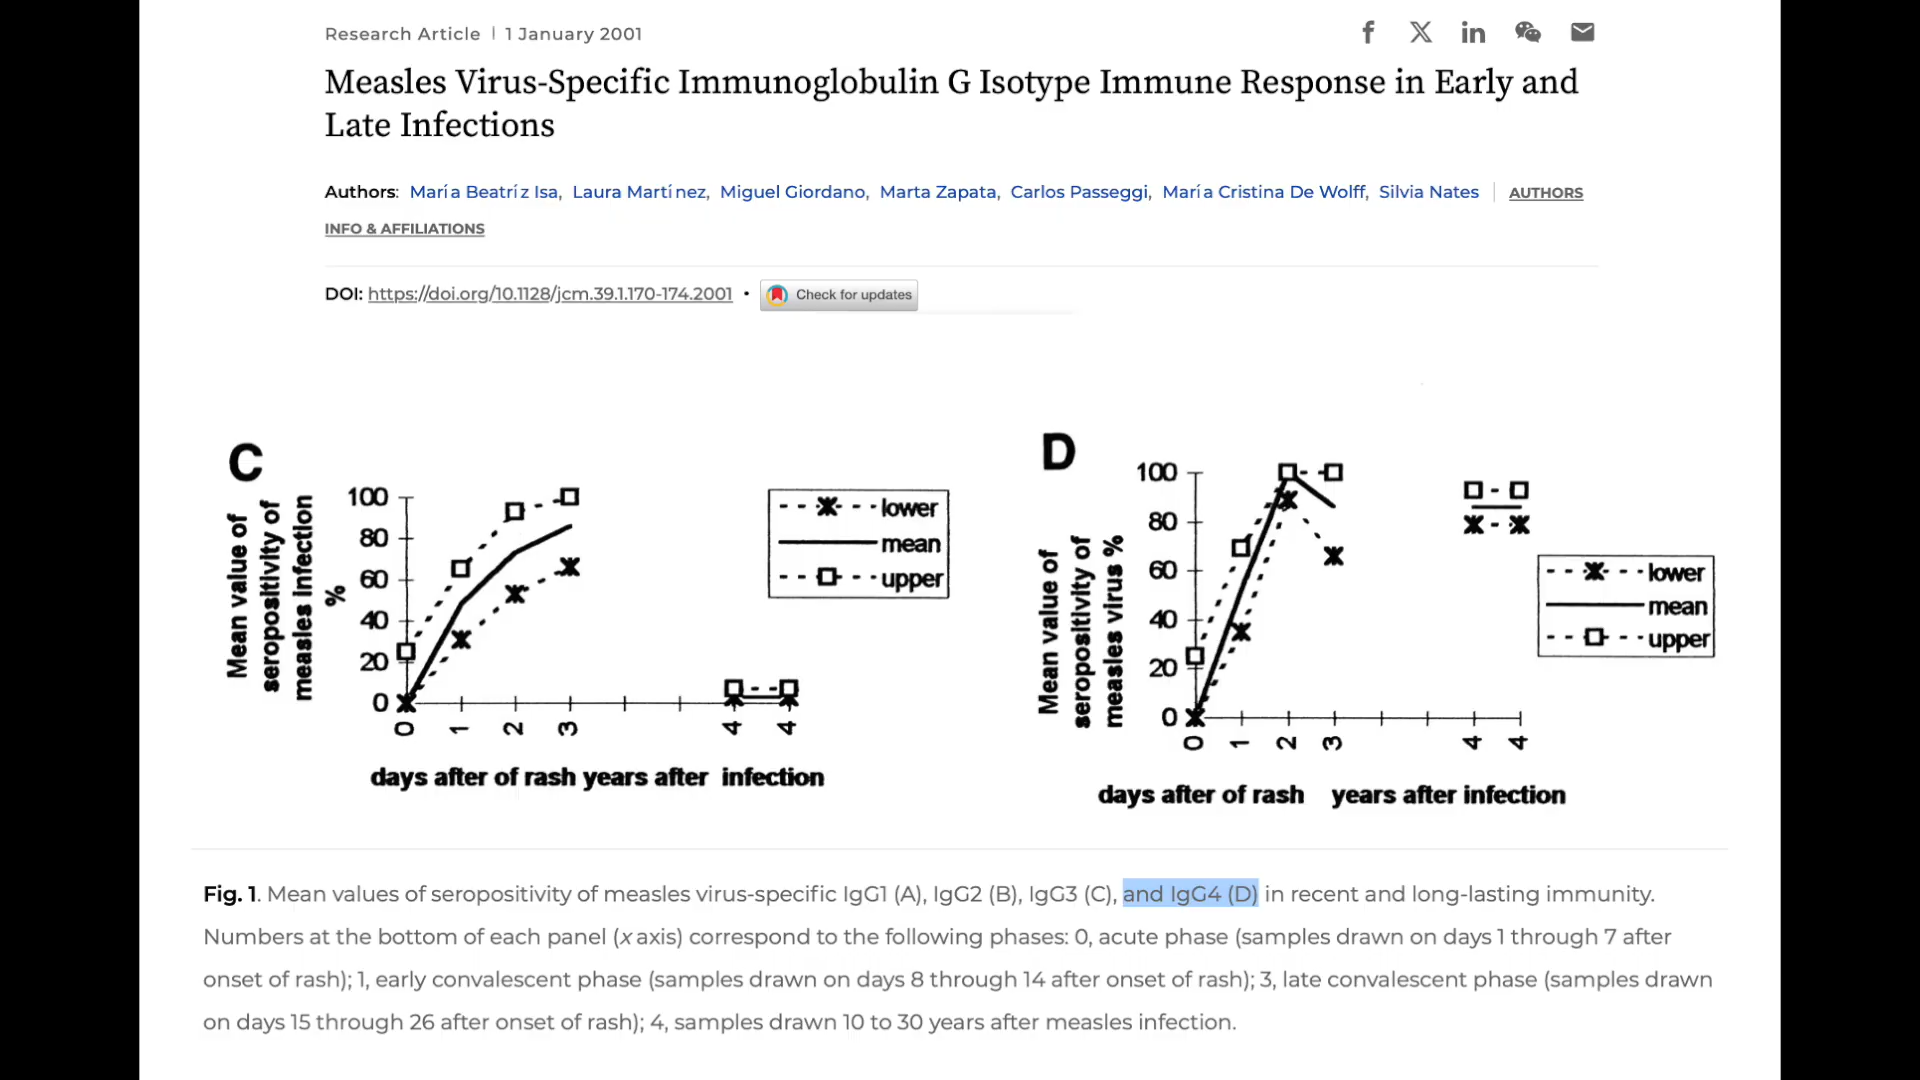 Research Article | 1 January 2001
Measles Virus-Specific Immunoglobulin G Isotype Immune Response in Early and
Late Infections
Authors: María Beatríz Isa, Laura Martínez, Miguel Giordano, Marta Zapata, Carlos Passeggi, María Cristina De Wolff, Silvia Nates | AUTHORS
INFO & AFFILIATIONS
DOI: https://doi.org/10.1128/jcm.39.1.170-174.2001 • Check for updates
C
Mean value of
seropositivity of
measles infection
%
100
80
60
40
20
0
0 1 2 3 4 4
days after of rash years after infection
lower
mean
upper
D
Mean value of
seropositivity of
measles virus %
100
80
60
40
20
0
0 1 2 3 4 4
days after of rash years after infection
lower
mean
upper
Fig. 1. Mean values of seropositivity of measles virus-specific IgG1 (A), IgG2 (B), IgG3 (C), and IgG4 (D) in recent and long-lasting immunity.
Numbers at the bottom of each panel (x axis) correspond to the following phases: 0, acute phase (samples drawn on days 1 through 7 after
onset of rash); 1, early convalescent phase (samples drawn on days 8 through 14 after onset of rash); 3, late convalescent phase (samples drawn
on days 15 through 26 after onset of rash); 4, samples drawn 10 to 30 years after measles infection.